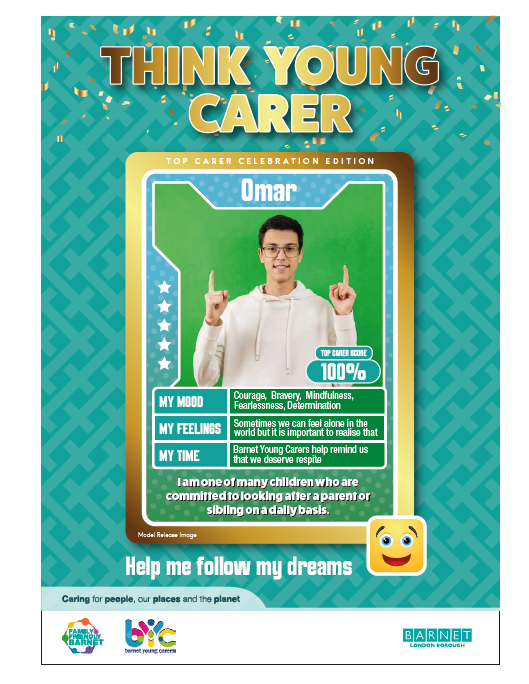 THINK YOUNG
CARER
TOP CARER CELEBRATION EDITION
Omar
TOP CARER SCORE
100%
MY MOOD
Courage, Bravery, Mindfulness,
Fearlessness, Determination
MY FEELINGS
Sometimes we can feel alone in the
world but it is important to realise that
MY TIME
Barnet Young Carers help remind us
that we deserve respite
I am one of many children who are
committed to looking after a parent or
sibling on a daily basis.
Model Release Image
Help me follow my dreams
Caring for people, our places and the planet
FAMILY
FRIENDLY
BARNET
byc
barnet young carers
BARNET
LONDON BOROUGH